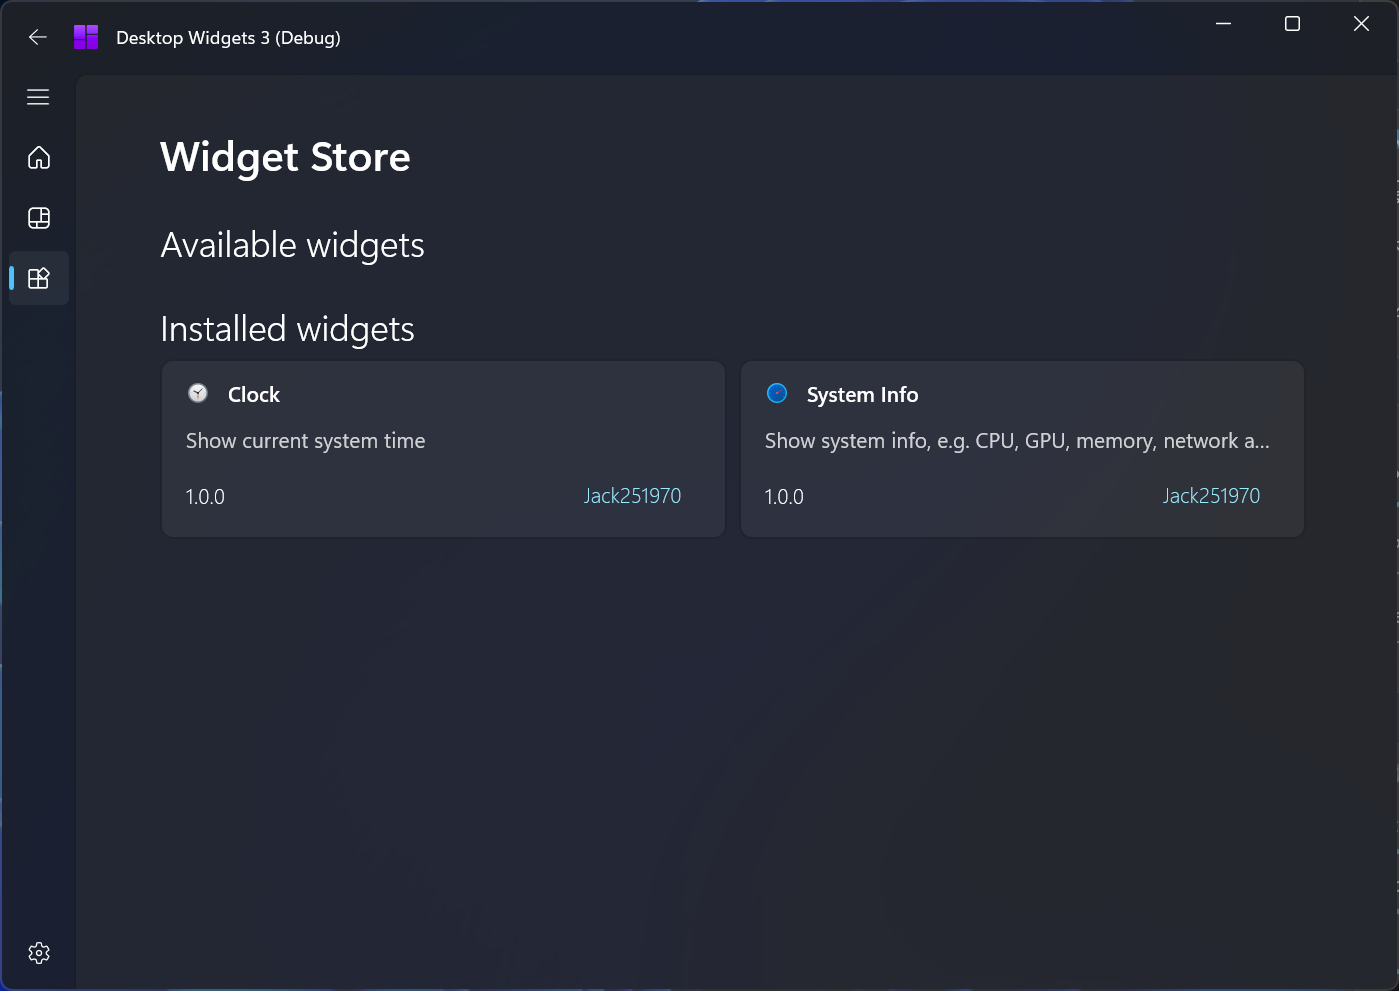 Desktop Widgets 3 (Debug)
Widget Store
Available widgets
Installed widgets
Clock
Show current system time
1.0.0
Jack251970
System Info
Show system info, e.g. CPU, GPU, memory, network a...
1.0.0
Jack251970